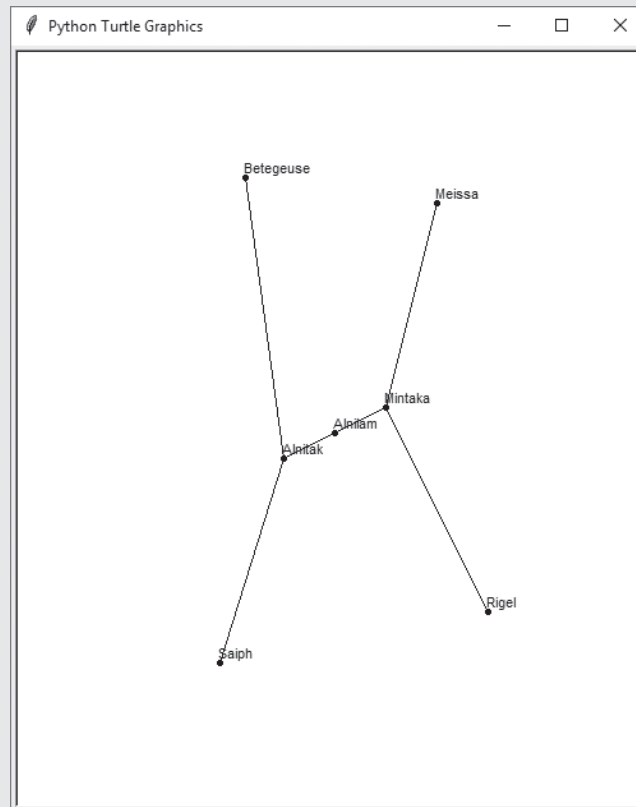 Python Turtle Graphics
Betegeuse
Meissa
Mintaka
Alnilam
Alnitak
Rigel
Saiph